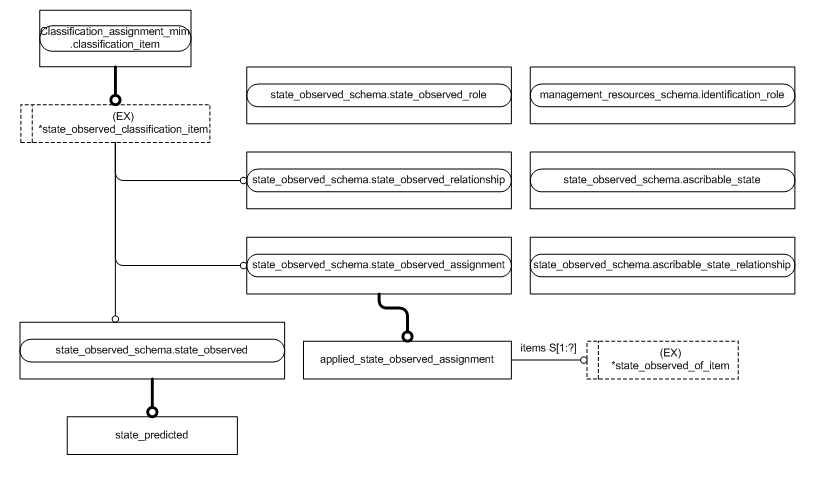 Classification_assignment_mim
.classification_item
state_observed_schema.state_observed_role
management_resources_schema.identification_role
(EX)
*state_observed_classification_item
state_observed_schema.state_observed_relationship
state_observed_schema.ascribable_state
state_observed_schema.state_observed_assignment
state_observed_schema.ascribable_state_relationship
state_observed_schema.state_observed
applied_state_observed_assignment
items S[1:?]
(EX)
*state_observed_of_item
state_predicted